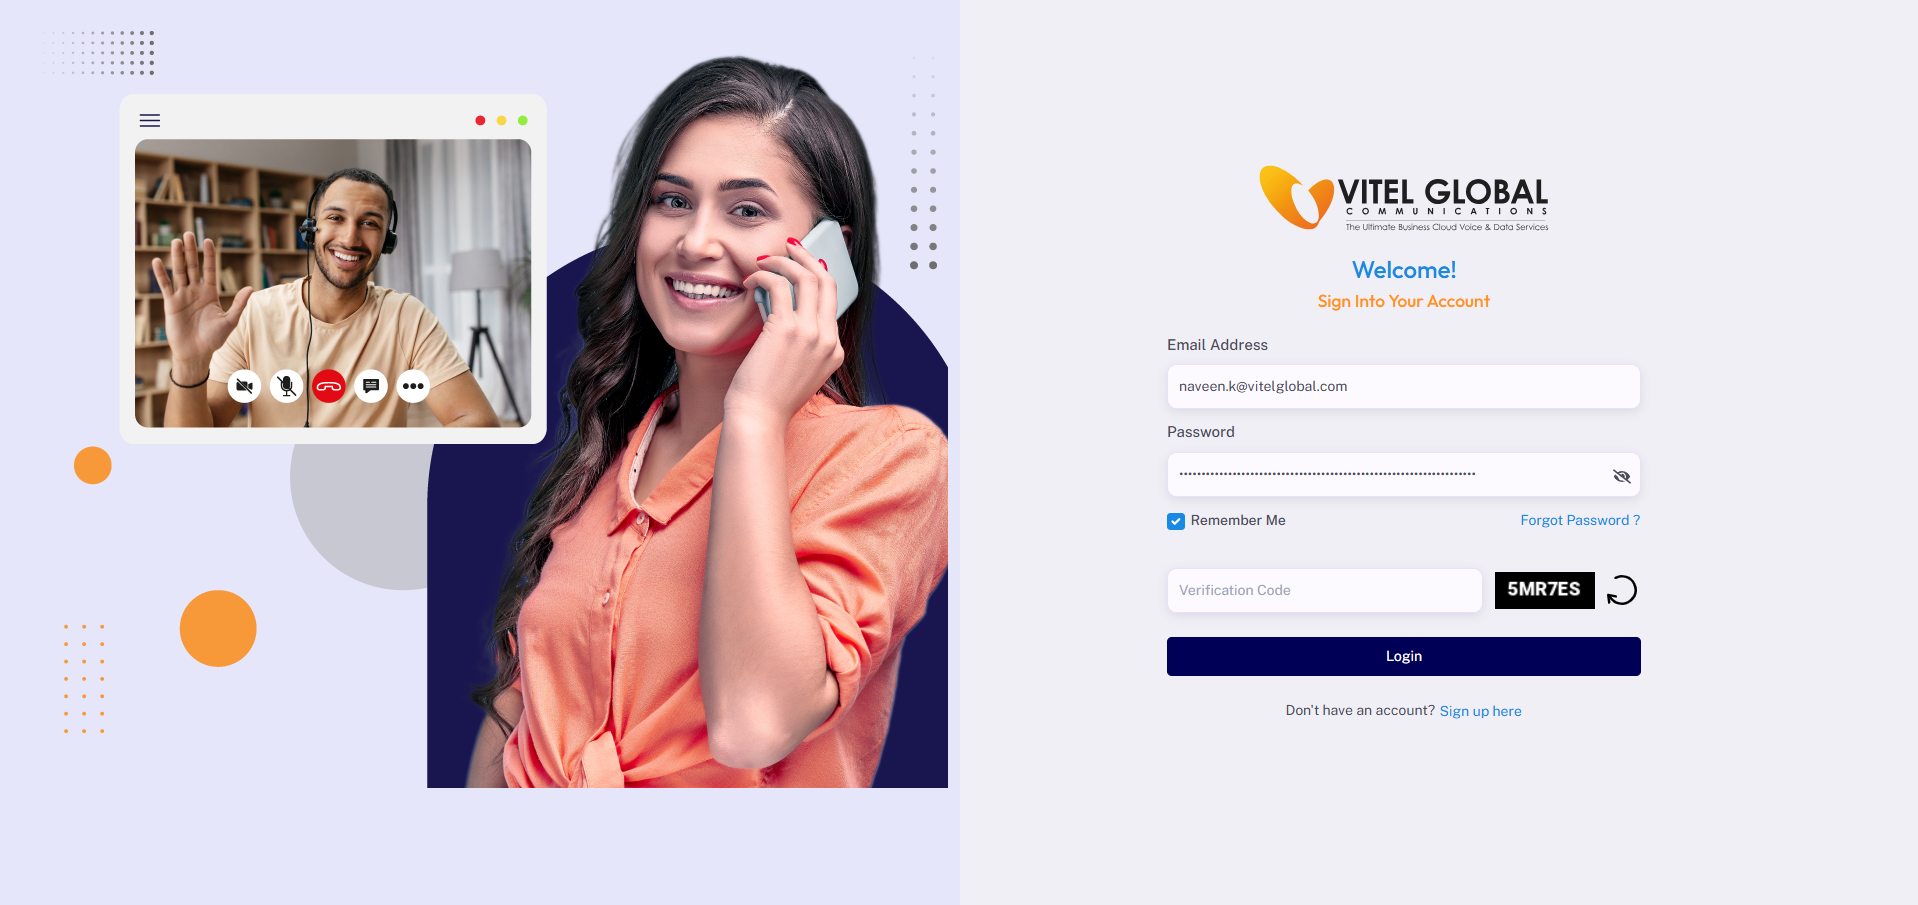 VITEL GLOBAL
COMMUNICATIONS
The Ultimate Business Cloud Voice & Data Services
Welcome!
Sign Into Your Account
Email Address
naveen.k@vitelglobal.com
Password
Remember Me
Forgot Password ?
Verification Code
5MR7ES
Login
Don't have an account? Sign up here